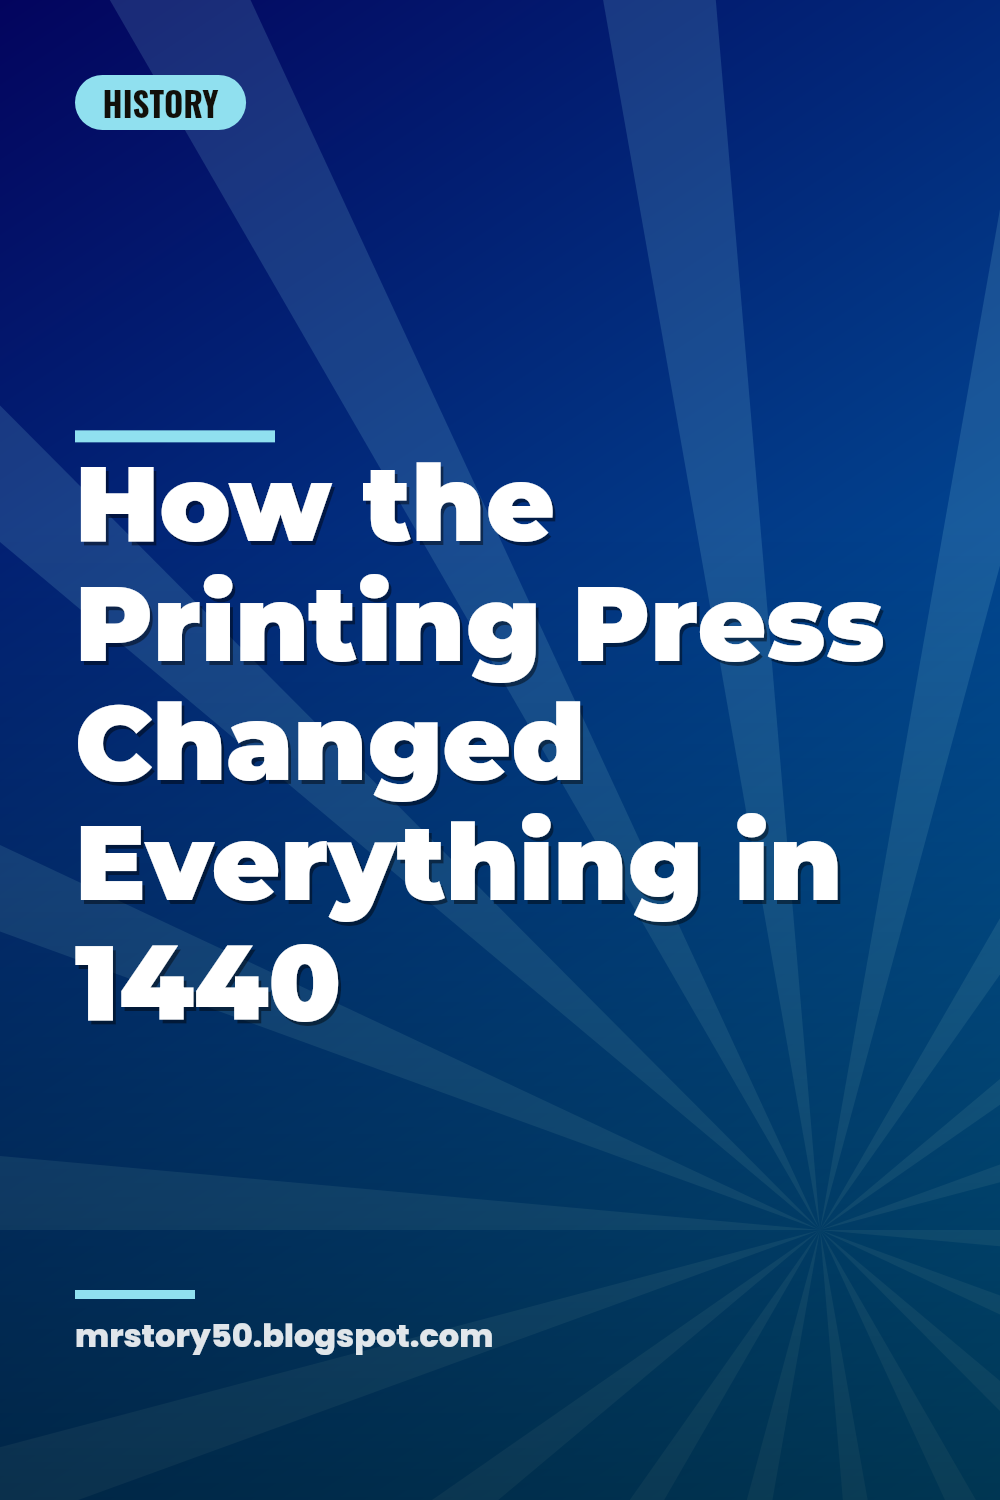 HISTORY
How the
Printing Press
Changed
Everything in
1440
mrstory50.blogspot.com